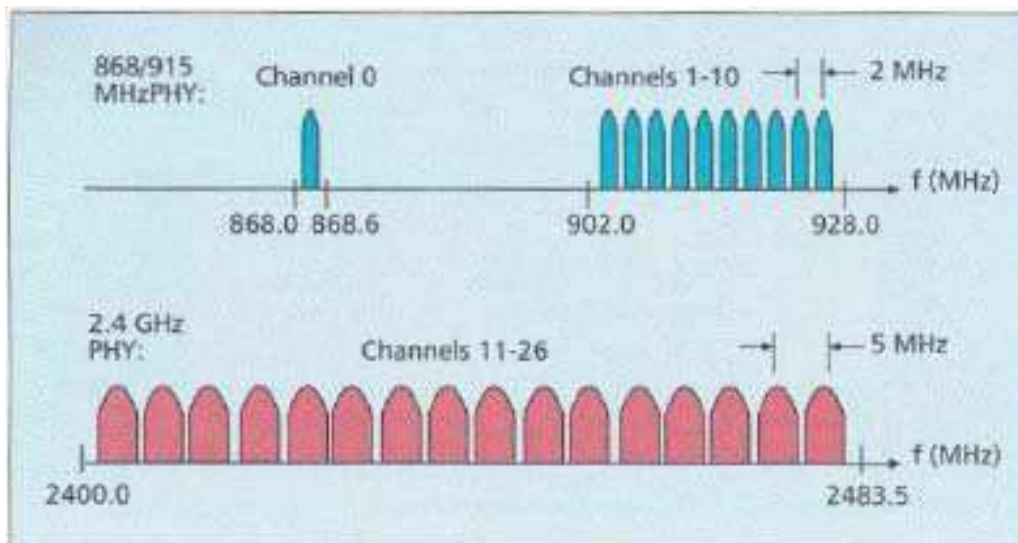 868/915
MHzPHY:
Channel 0
Channels 1-10
2 MHz
f (MHz)
868.0 868.6
902.0
928.0
2.4 GHz
PHY:
Channels 11-26
5 MHz
f (MHz)
2400.0
2483.5